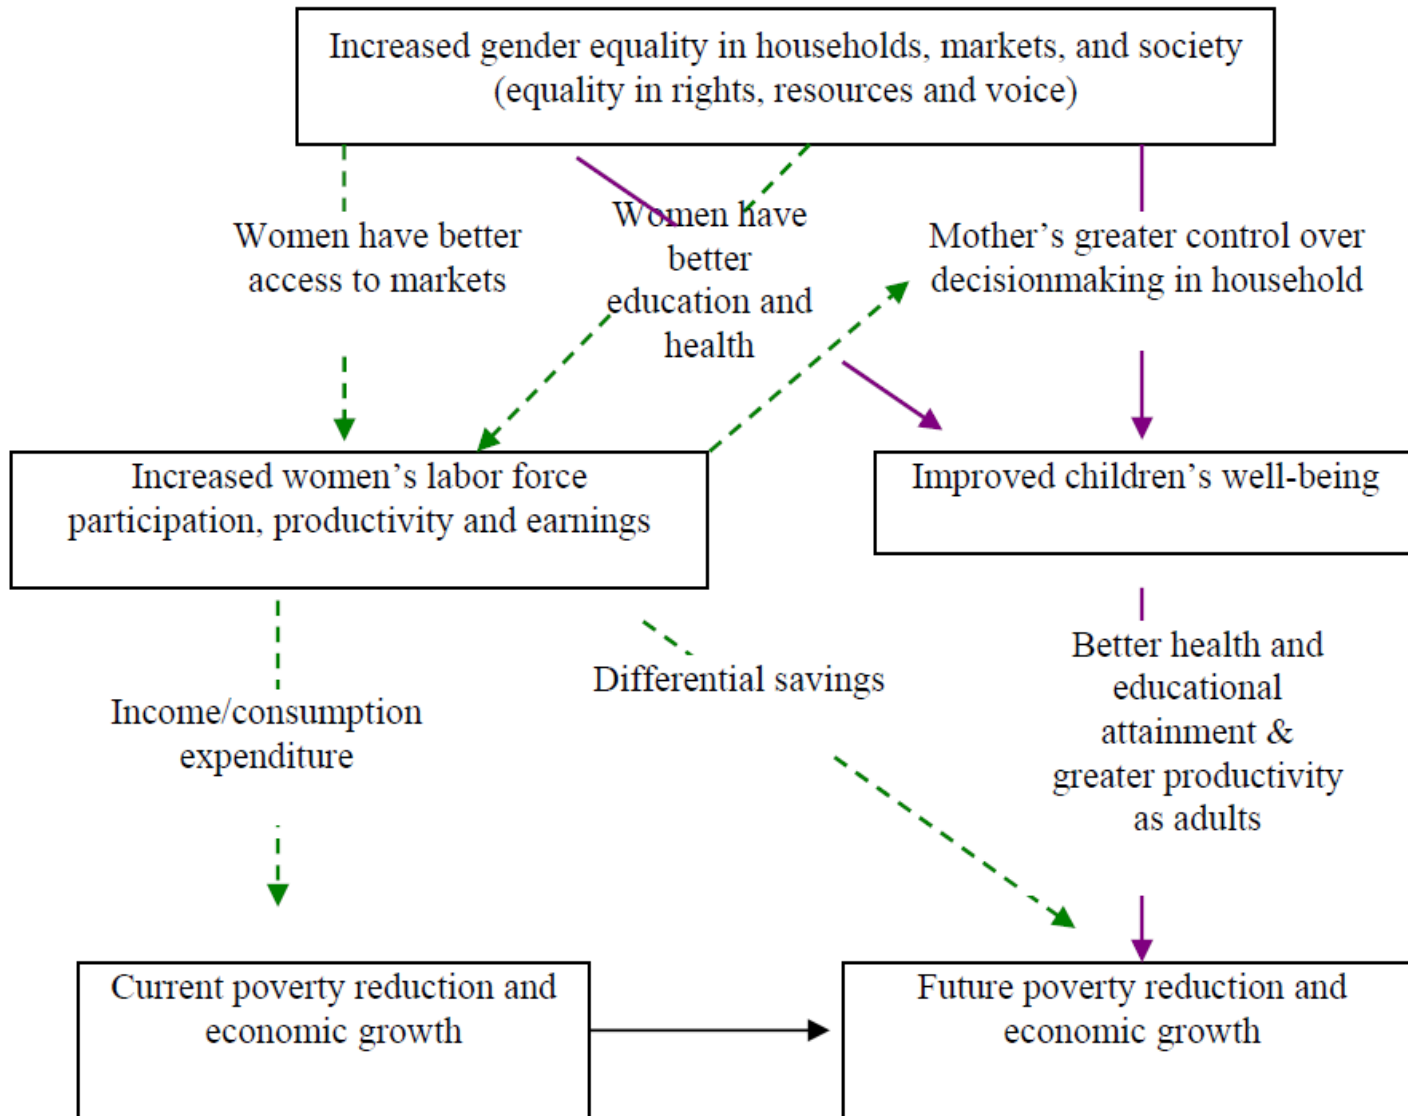 Increased gender equality in households, markets, and society
(equality in rights, resources and voice)
Women have better
access to markets
Women have
better
education and
health
Mother’s greater control over
decisionmaking in household
Increased women’s labor force
participation, productivity and earnings
Improved children’s well-being
Income/consumption
expenditure
Differential savings
Better health and
educational
attainment &
greater productivity
as adults
Current poverty reduction and
economic growth
Future poverty reduction and
economic growth